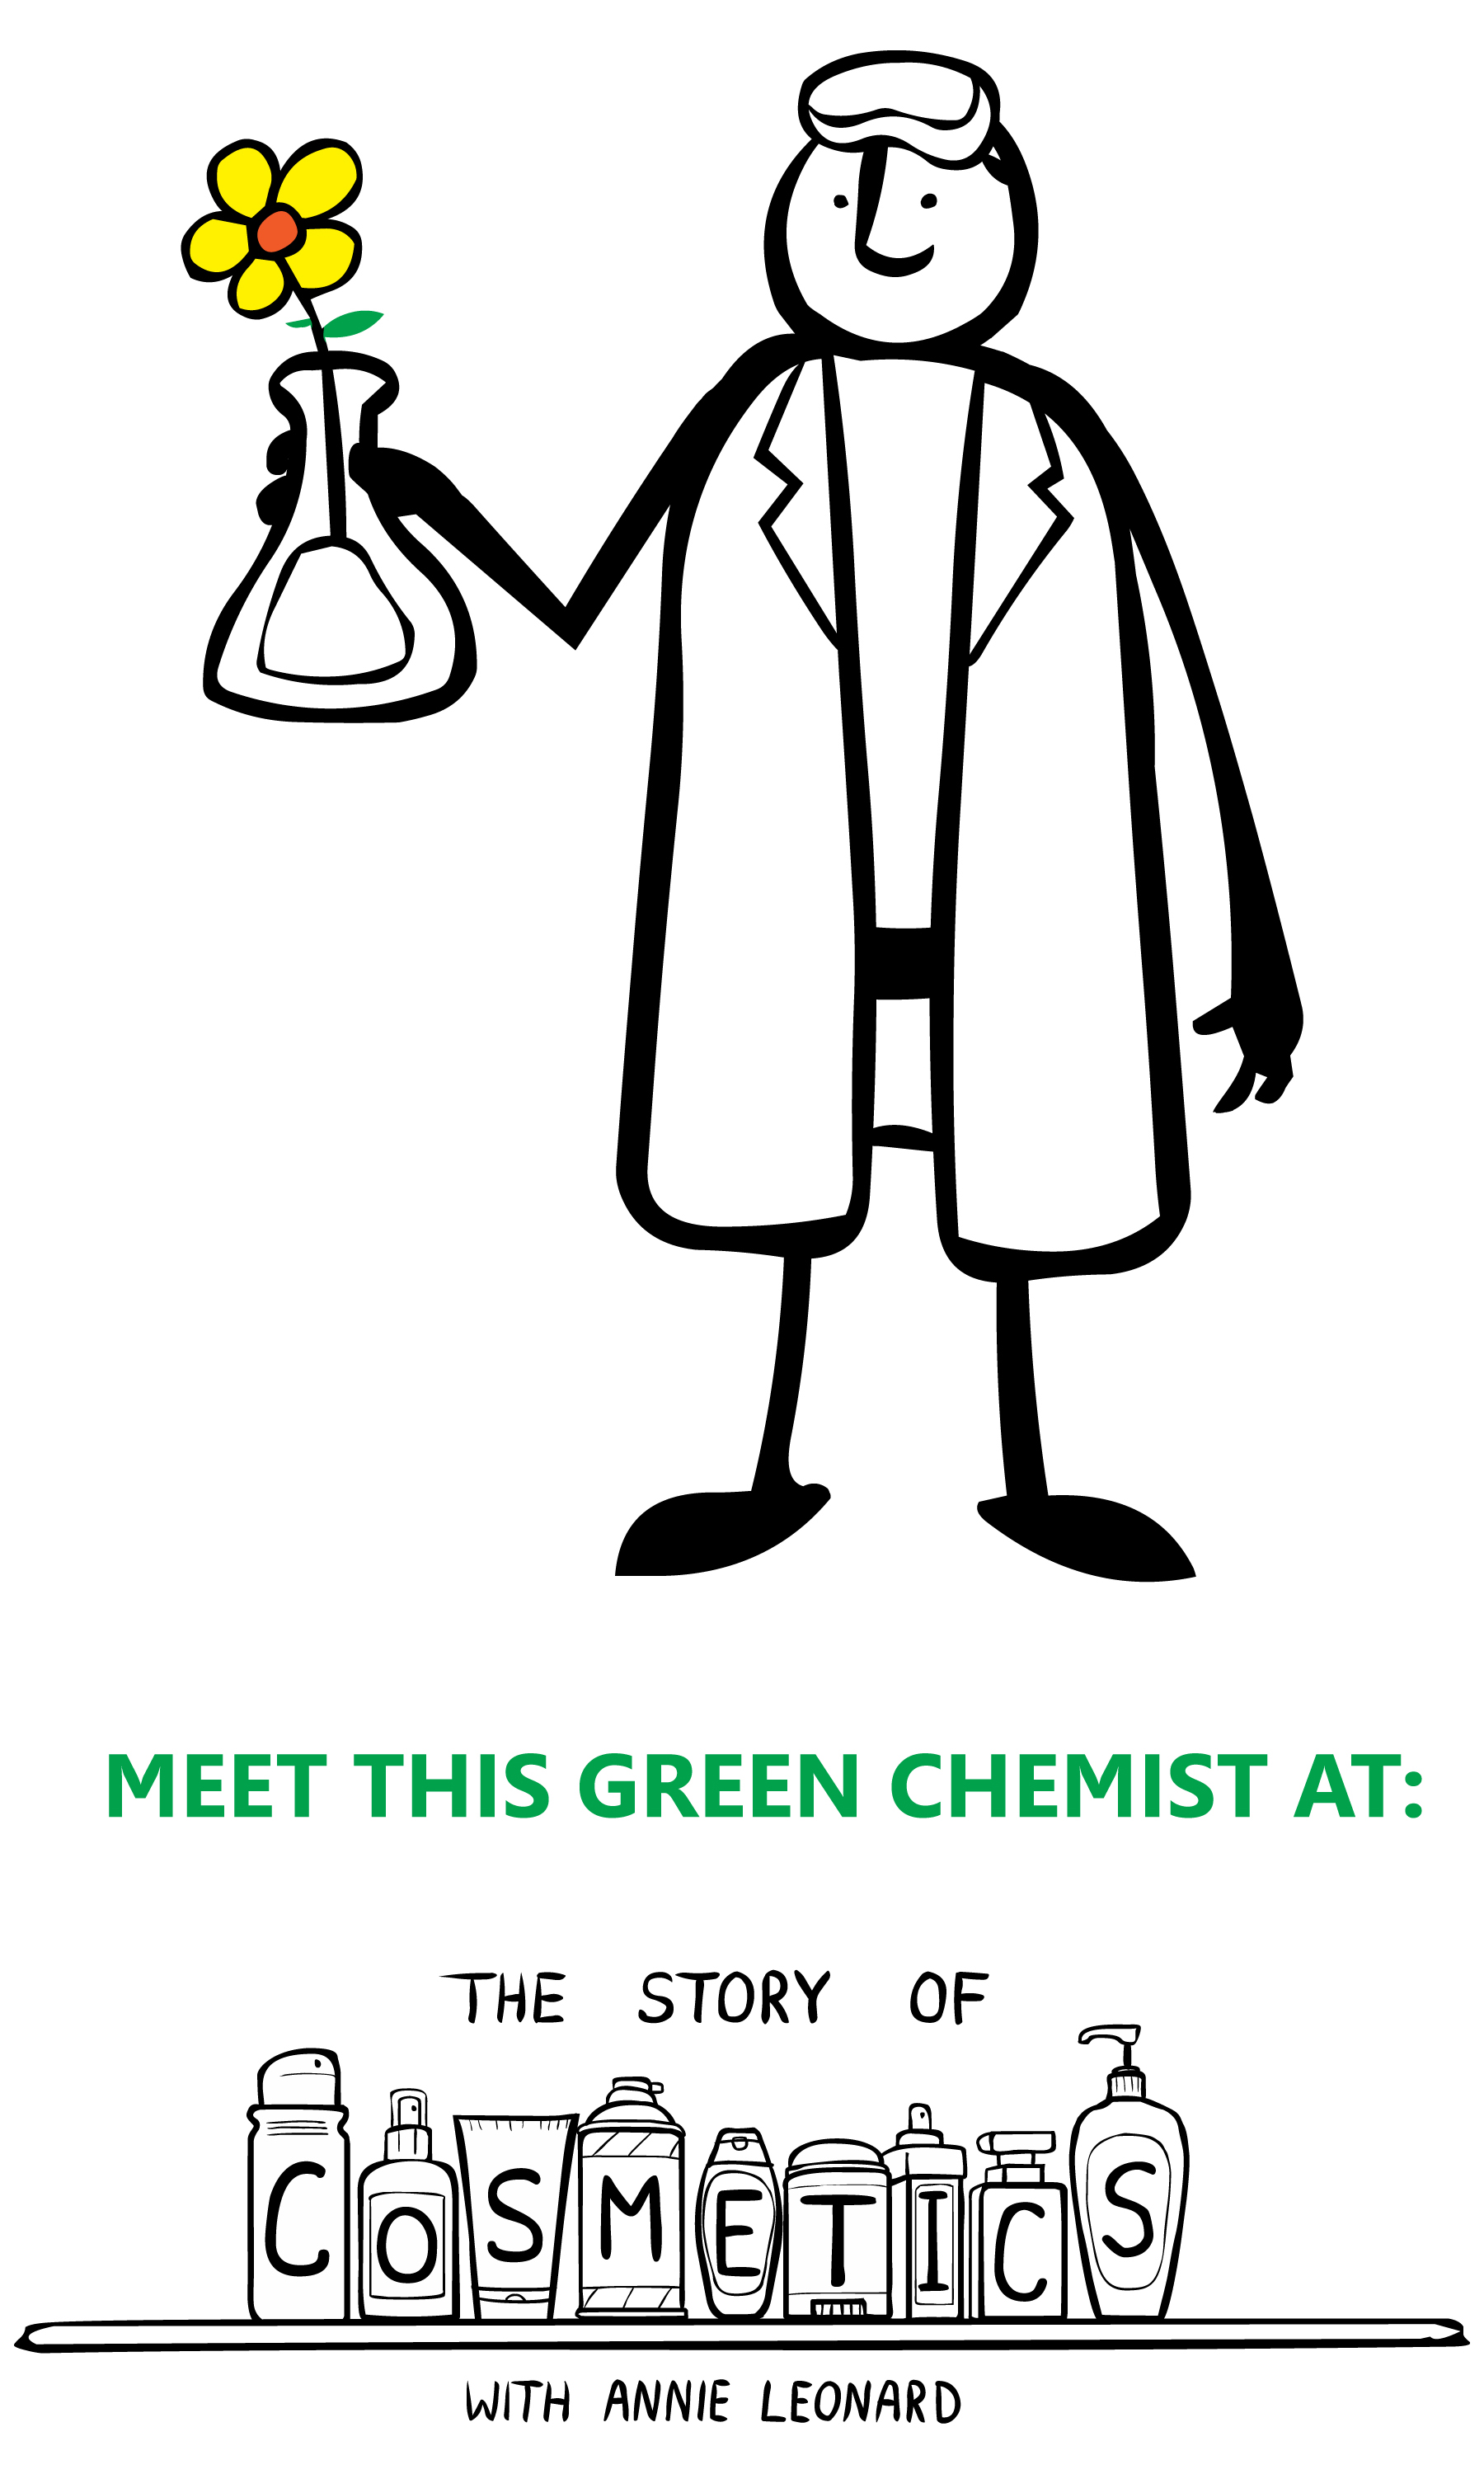 MEET THIS GREEN CHEMIST AT:
THE STORY OF
COSMETICS
WITH ANNIE LEONARD